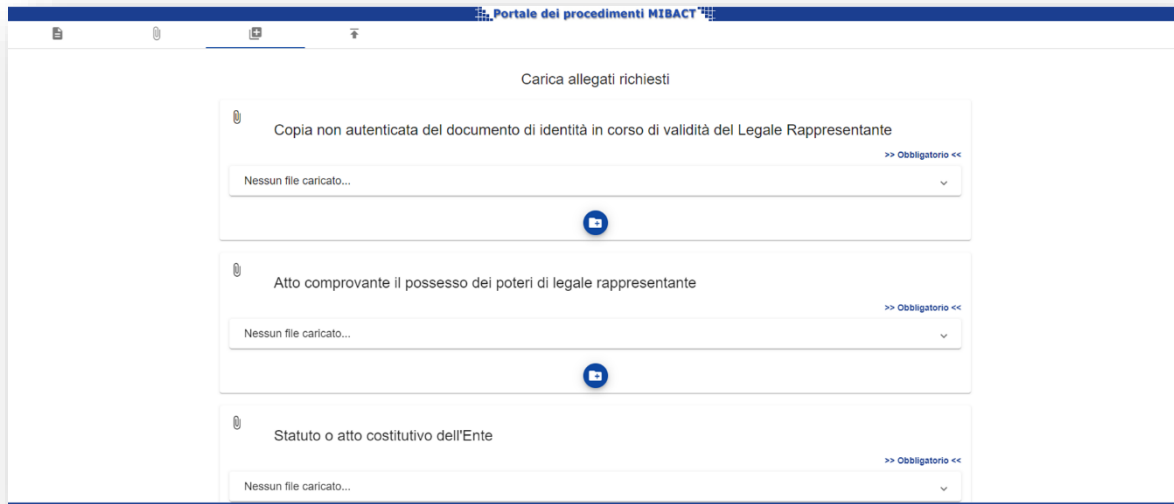 Portale dei procedimenti MIBACT
Carica allegati richiesti
Copia non autenticata del documento di identità in corso di validità del Legale Rappresentante
>> Obbligatorio <<
Nessun file caricato...
Atto comprovante il possesso dei poteri di legale rappresentante
>> Obbligatorio <<
Nessun file caricato...
Statuto o atto costitutivo dell'Ente
>> Obbligatorio <<
Nessun file caricato...